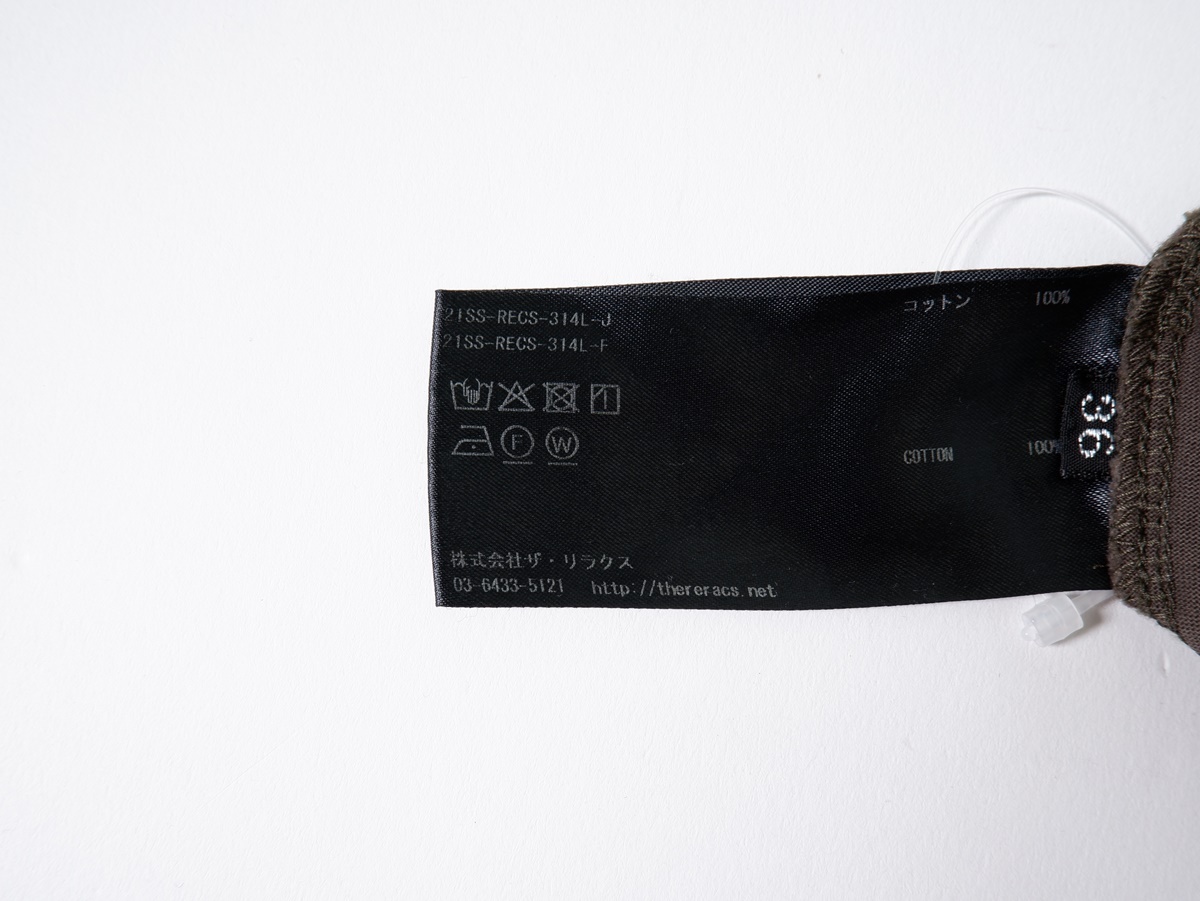 21SS-RECS-314L-J
21SS-RECS-314L-F
コットン 100%
COTTON 100%
36
F W
株式会社ザ・リラクス
03-6433-5121 http://thereracs.net